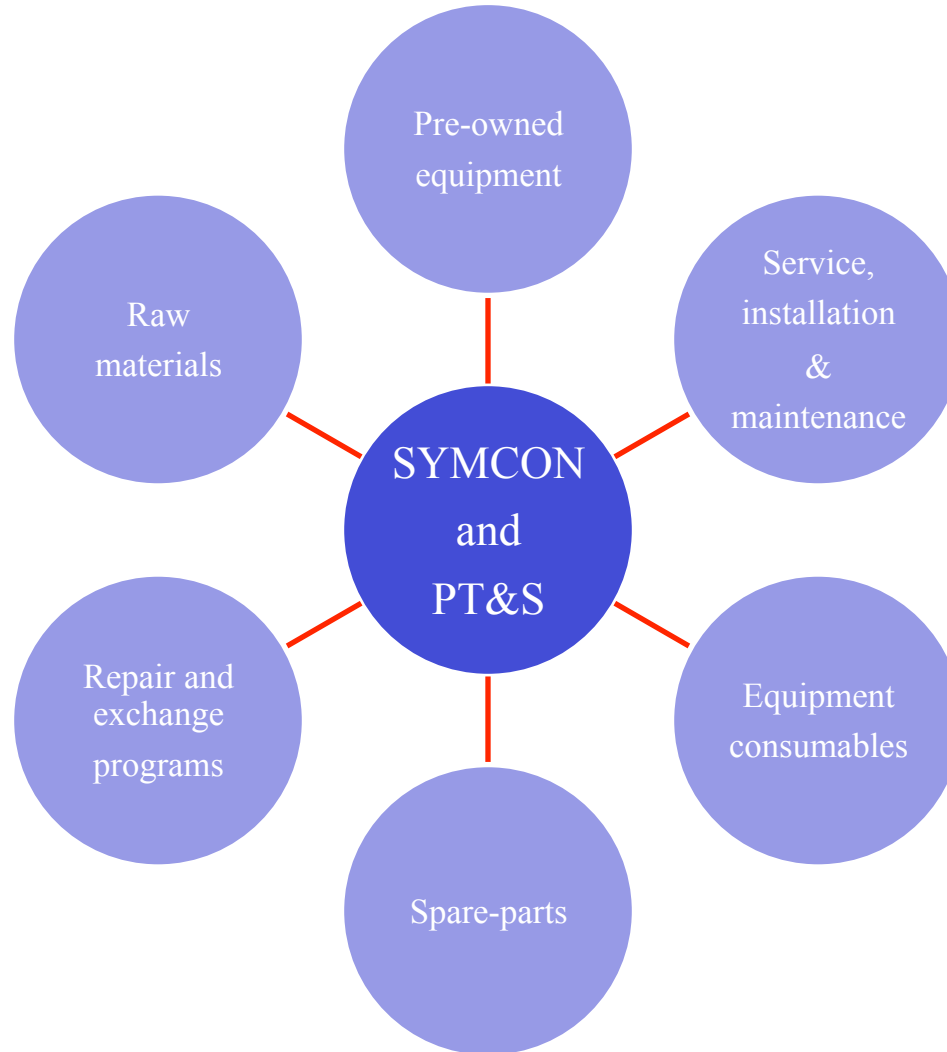 Pre-owned
equipment
Service,
installation
&
maintenance
Raw
materials
SYMCON
and
PT&S
Repair and
exchange
programs
Equipment
consumables
Spare-parts